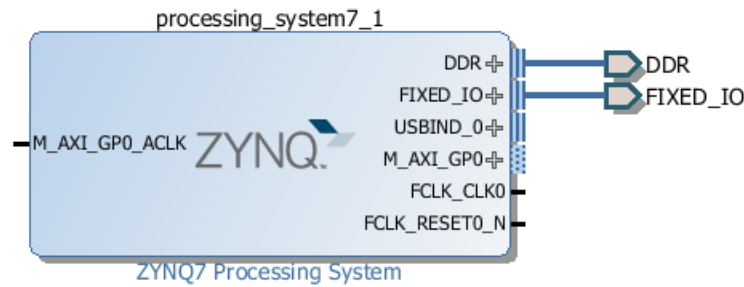 processing_system7_1
DDR
FIXED_IO
USBIND_0
M_AXI_GP0
FCLK_CLK0
FCLK_RESET0_N
M_AXI_GP0_ACLK
ZYNQ
DDR
FIXED_IO
ZYNQ7 Processing System